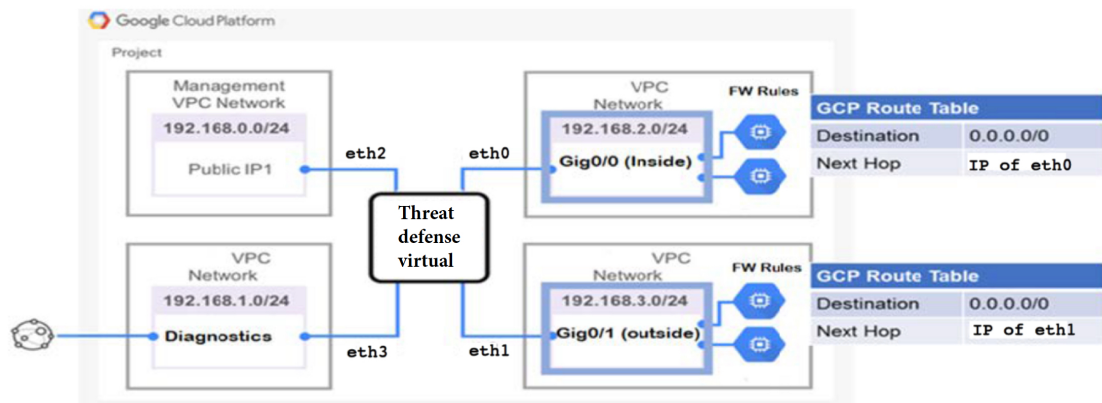 Google Cloud Platform
Project
Management
VPC Network
192.168.0.0/24
Public IP1
eth2
eth0
VPC
Network
192.168.2.0/24
Gig0/0 (Inside)
FW Rules
GCP Route Table
Destination 0.0.0.0/0
Next Hop IP of eth0
Threat
defense
virtual
VPC
Network
192.168.1.0/24
Diagnostics
eth3
eth1
VPC
Network
192.168.3.0/24
Gig0/1 (outside)
FW Rules
GCP Route Table
Destination 0.0.0.0/0
Next Hop IP of eth1